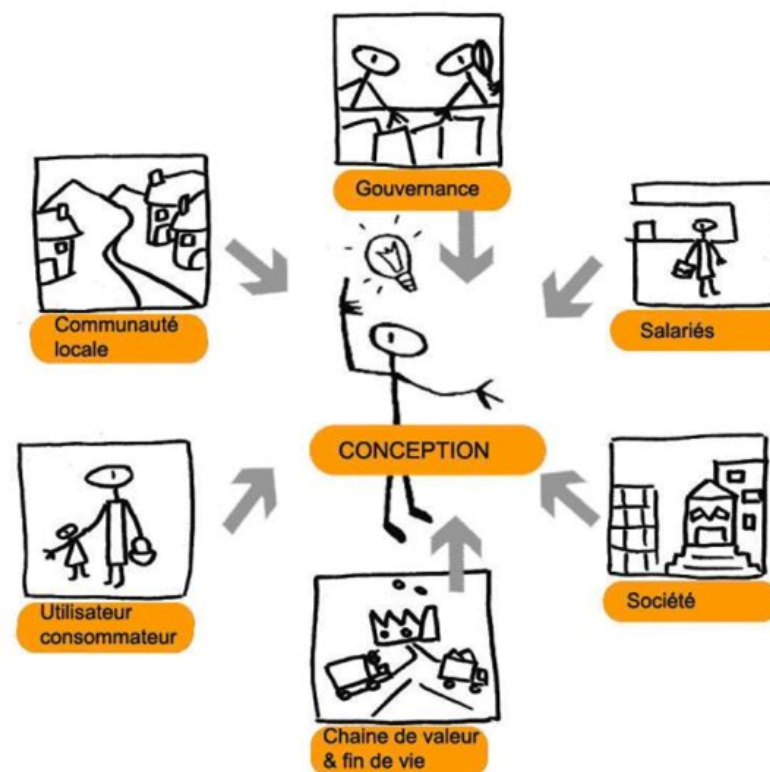 Gouvernance
Communauté
locale
Salariés
CONCEPTION
Utilisateur
consommateur
Société
Chaine de valeur
& fin de vie